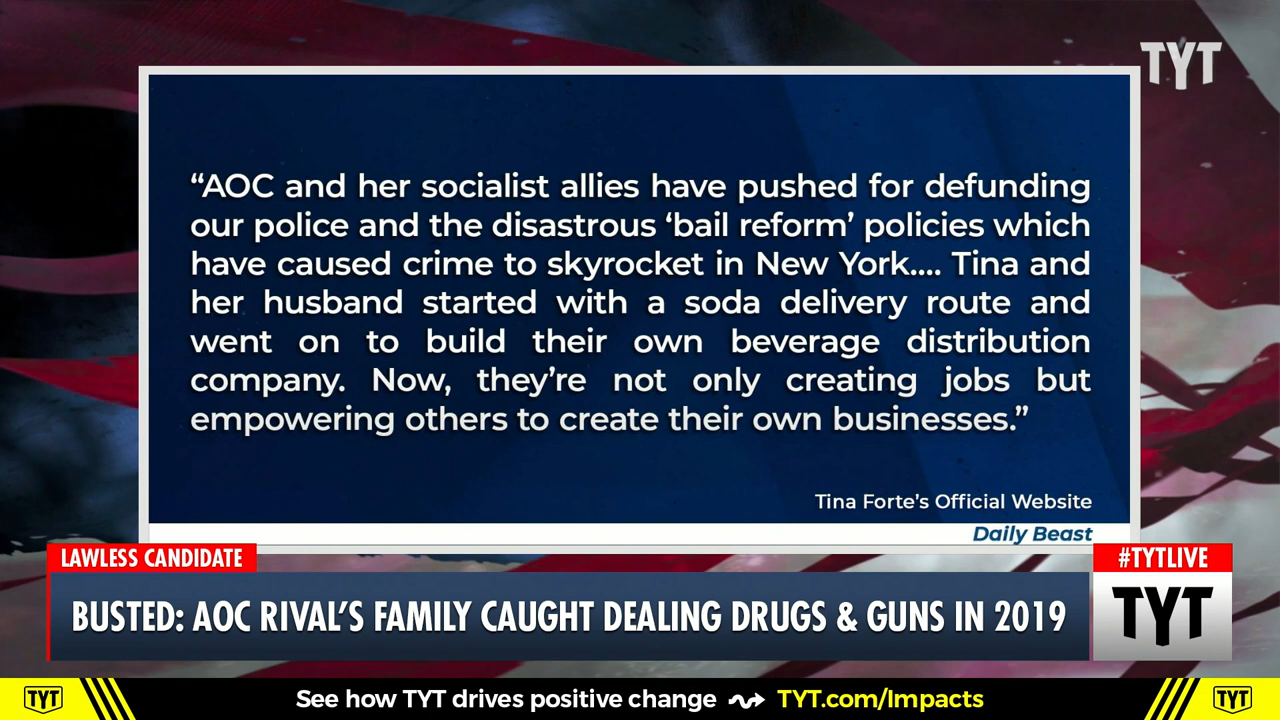 TYT
“AOC and her socialist allies have pushed for defunding
our police and the disastrous ‘bail reform’ policies which
have caused crime to skyrocket in New York.... Tina and
her husband started with a soda delivery route and
went on to build their own beverage distribution
company. Now, they’re not only creating jobs but
empowering others to create their own businesses.”
Tina Forte’s Official Website
Daily Beast
LAWLESS CANDIDATE
#TYTLIVE
BUSTED: AOC RIVAL’S FAMILY CAUGHT DEALING DRUGS & GUNS IN 2019
TYT
TYT
See how TYT drives positive change
TYT.com/Impacts
TYT